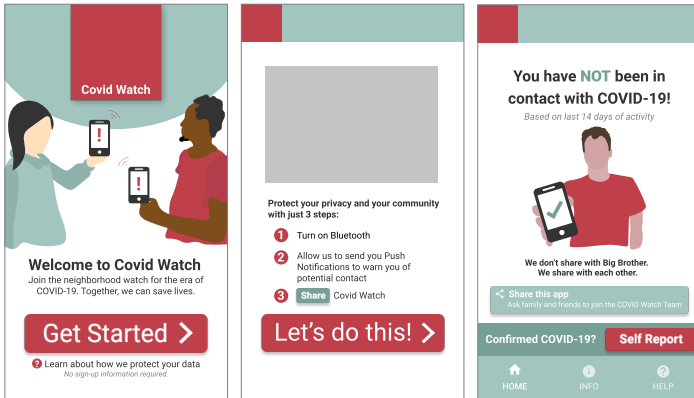 Covid Watch
!
!
Welcome to Covid Watch
Join the neighborhood watch for the era of
COVID-19. Together, we can save lives.
Get Started
? Learn about how we protect your data
No sign-up information required.
Protect your privacy and your community
with just 3 steps:
1 Turn on Bluetooth
2 Allow us to send you Push
Notifications to warn you of
potential contact
3 Share Covid Watch
Let's do this!
You have NOT been in
contact with COVID-19!
Based on last 14 days of activity
We don't share with Big Brother.
We share with each other.
Share this app
Ask family and friends to join the COVID Watch Team
Confirmed COVID-19? Self Report
HOME INFO HELP